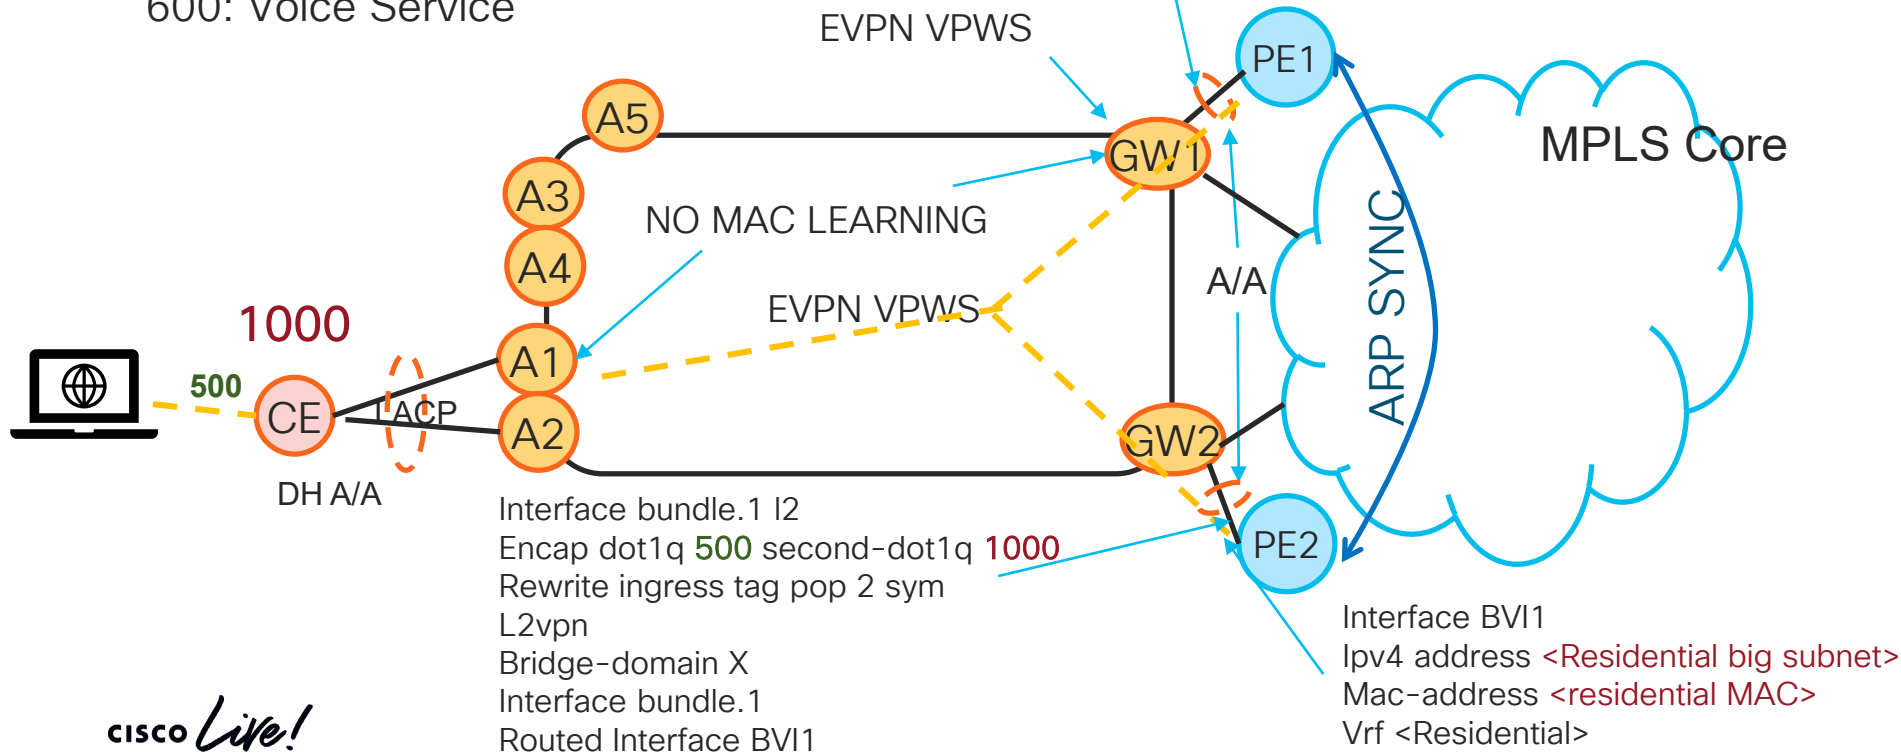 600: Voice Service
EVPN VPWS
PE1
A5
GW1
MPLS Core
A3
NO MAC LEARNING
A4
A/A
ARP SYNC
EVPN VPWS
1000
A1
500
CE
LACP
A2
GW2
DH A/A
Interface bundle.1 l2
Encap dot1q 500 second-dot1q 1000
Rewrite ingress tag pop 2 sym
L2vpn
Bridge-domain X
Interface bundle.1
Routed Interface BVI1
PE2
Interface BVI1
Ipv4 address <Residential big subnet>
Mac-address <residential MAC>
Vrf <Residential>
CISCO Live!